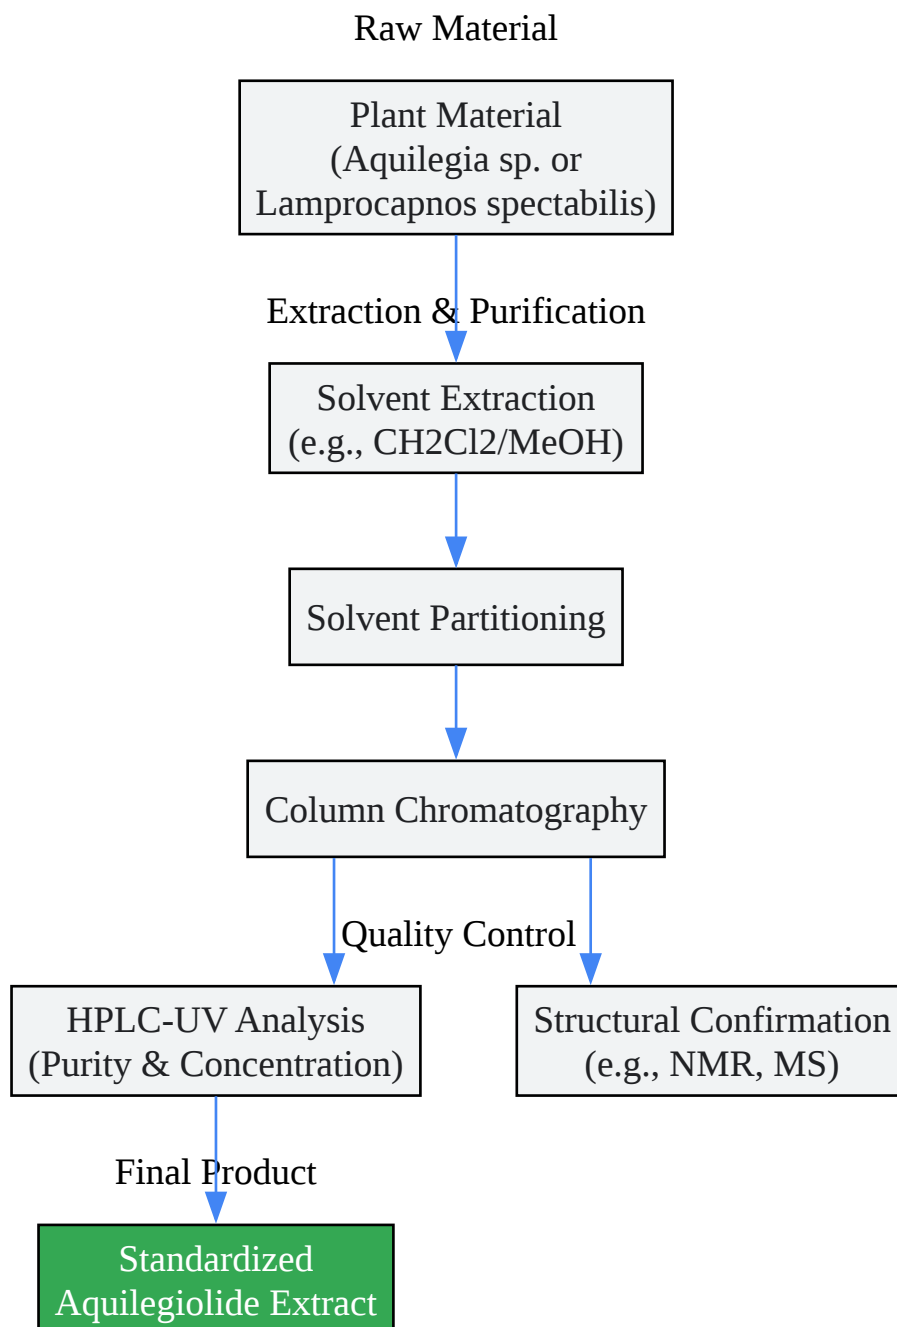 Raw Material
Plant Material
(Aquilegia sp. or
Lamprocapnos spectabilis)
Extraction & Purification
Solvent Extraction
(e.g., CH2Cl2/MeOH)
Solvent Partitioning
Column Chromatography
Quality Control
HPLC-UV Analysis
(Purity & Concentration)
Structural Confirmation
(e.g., NMR, MS)
Final Product
Standardized
Aquilegiolide Extract